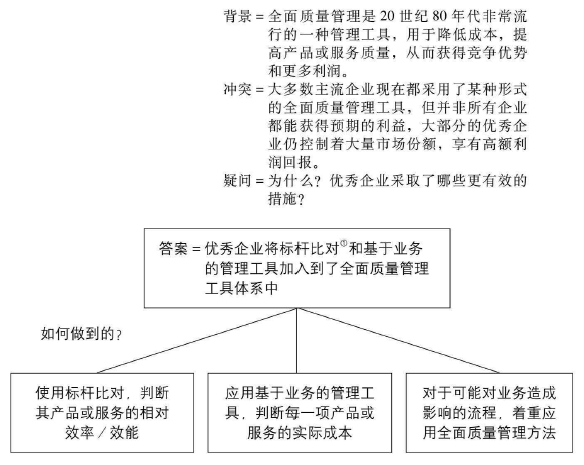 背景＝全面质量管理是 20 世纪 80 年代非常流
行的一种管理工具，用于降低成本，提
高产品或服务质量，从而获得竞争优势
和更多利润。
冲突＝大多数主流企业现在都采用了某种形式
的全面质量管理工具，但并非所有企业
都能获得预期的利益，大部分的优秀企
业仍控制着大量市场份额，享有高额利
润回报。
疑问＝为什么？优秀企业采取了哪些更有效的
措施？
答案＝优秀企业将标杆比对①和基于业务
的管理工具加入到了全面质量管理
工具体系中
如何做到的？
使用标杆比对，判断
其产品或服务的相对
效率／效能
应用基于业务的管理工
具，判断每一项产品或
服务的实际成本
对于可能对业务造成
影响的流程，着重应
用全面质量管理方法